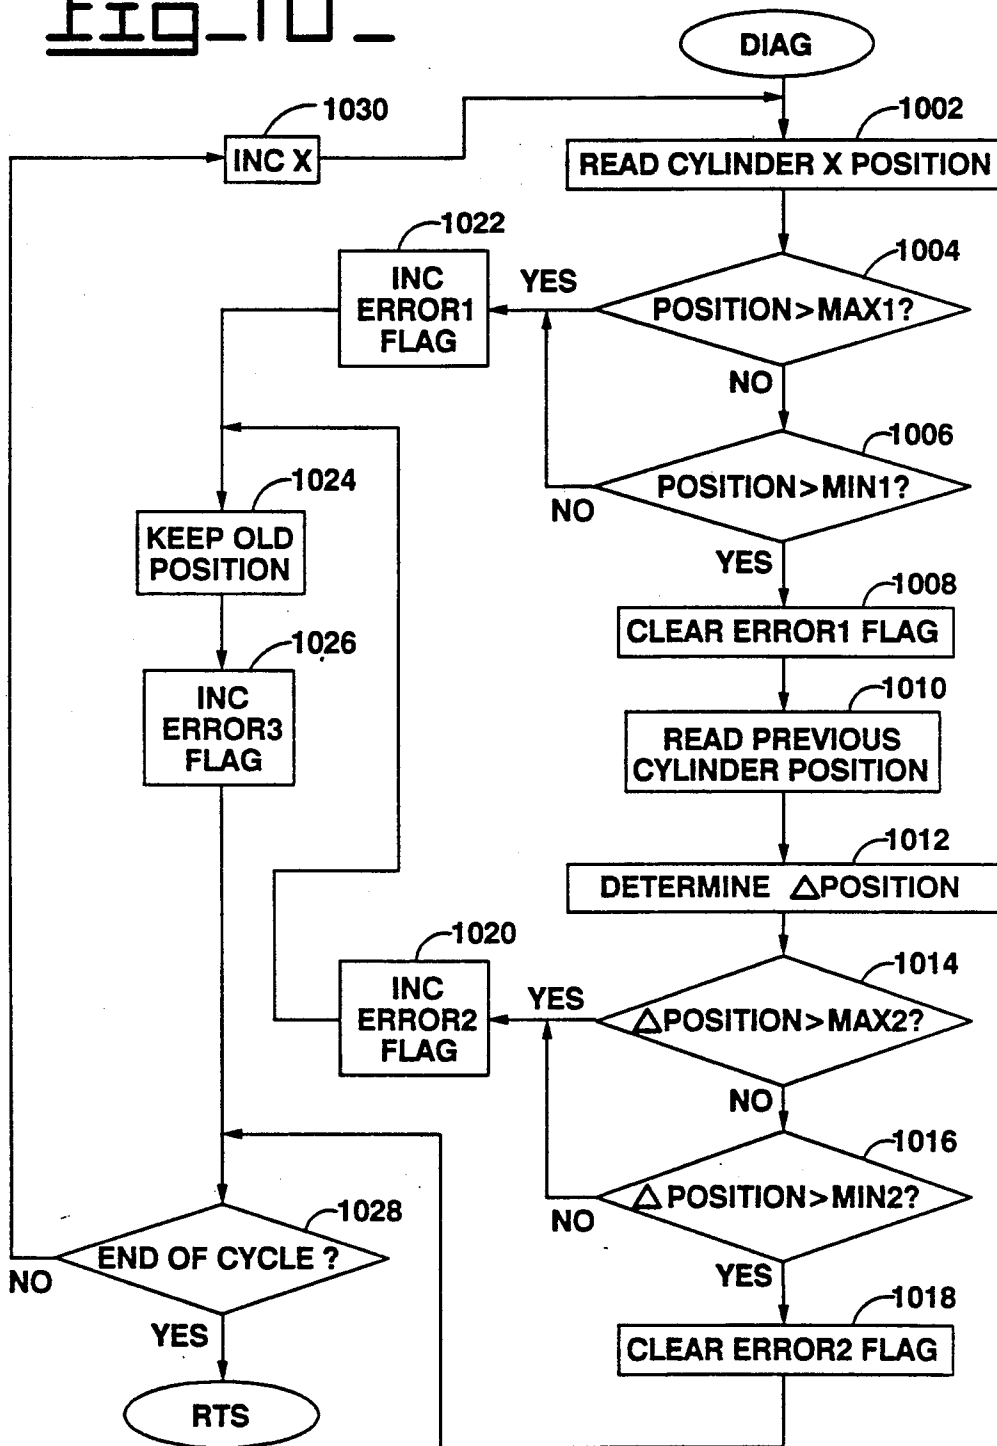 Fig_10_
DIAG
1030
INC X
1002
READ CYLINDER X POSITION
1022
INC
ERROR1
FLAG
YES
1004
POSITION>MAX1?
NO
1006
POSITION>MIN1?
NO
YES
1024
KEEP OLD
POSITION
1008
CLEAR ERROR1 FLAG
1026
INC
ERROR3
FLAG
1010
READ PREVIOUS
CYLINDER POSITION
1012
DETERMINE △POSITION
1020
INC
ERROR2
FLAG
YES
1014
△POSITION>MAX2?
NO
1016
△POSITION>MIN2?
NO
YES
1028
END OF CYCLE ?
NO
YES
1018
CLEAR ERROR2 FLAG
RTS